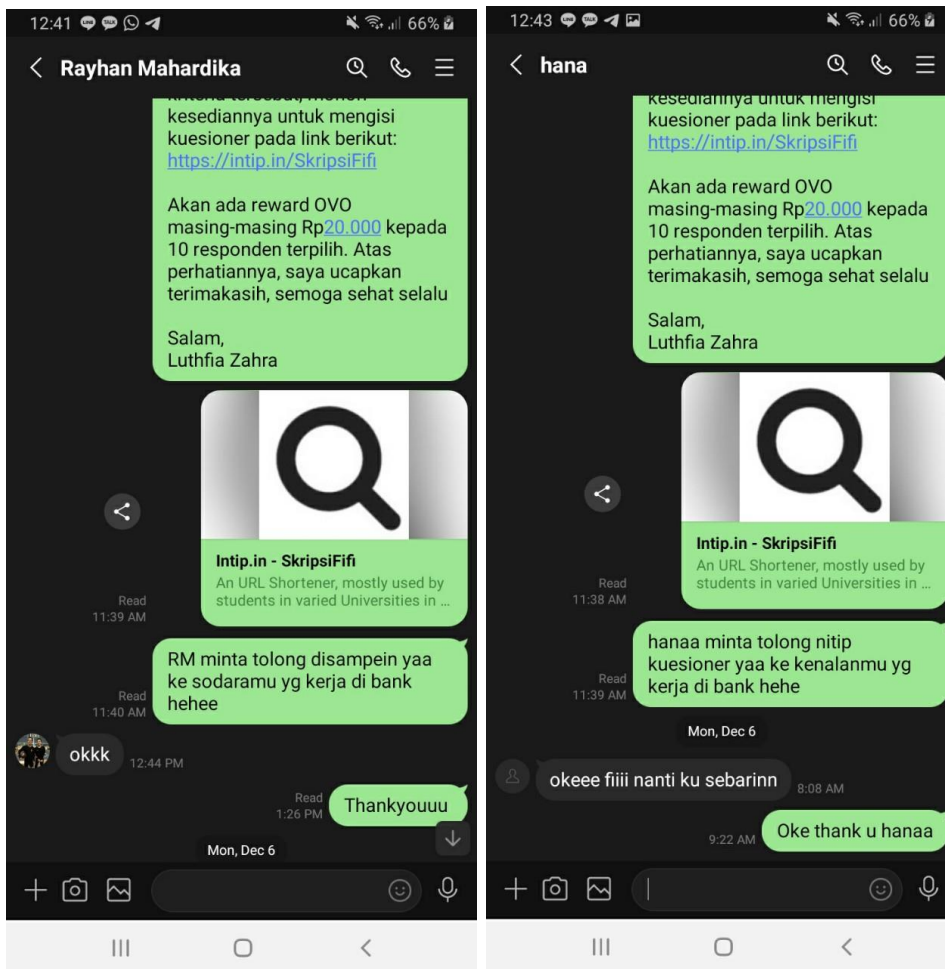 12:41
66%
Rayhan Mahardika
kriteria tersebut, mohon
kesediannya untuk mengisi
kuesioner pada link berikut:
https://intip.in/SkripsiFifi
Akan ada reward OVO
masing-masing Rp20.000 kepada
10 responden terpilih. Atas
perhatiannya, saya ucapkan
terimakasih, semoga sehat selalu
Salam,
Luthfia Zahra
Intip.in - SkripsiFifi
An URL Shortener, mostly used by
students in varied Universities in ...
Read
11:39 AM
RM minta tolong disampein yaa
ke sodaramu yg kerja di bank
hehee
Read
11:40 AM
okkk
12:44 PM
Read
1:26 PM
Thankyouuu
Mon, Dec 6
12:43
66%
hana
kesediannya untuk mengisi
kuesioner pada link berikut:
https://intip.in/SkripsiFifi
Akan ada reward OVO
masing-masing Rp20.000 kepada
10 responden terpilih. Atas
perhatiannya, saya ucapkan
terimakasih, semoga sehat selalu
Salam,
Luthfia Zahra
Intip.in - SkripsiFifi
An URL Shortener, mostly used by
students in varied Universities in ...
Read
11:38 AM
hanaa minta tolong nitip
kuesioner yaa ke kenalanmu yg
kerja di bank hehe
Read
11:39 AM
Mon, Dec 6
okeee fiiii nanti ku sebarinn
8:08 AM
9:22 AM
Oke thank u hanaa